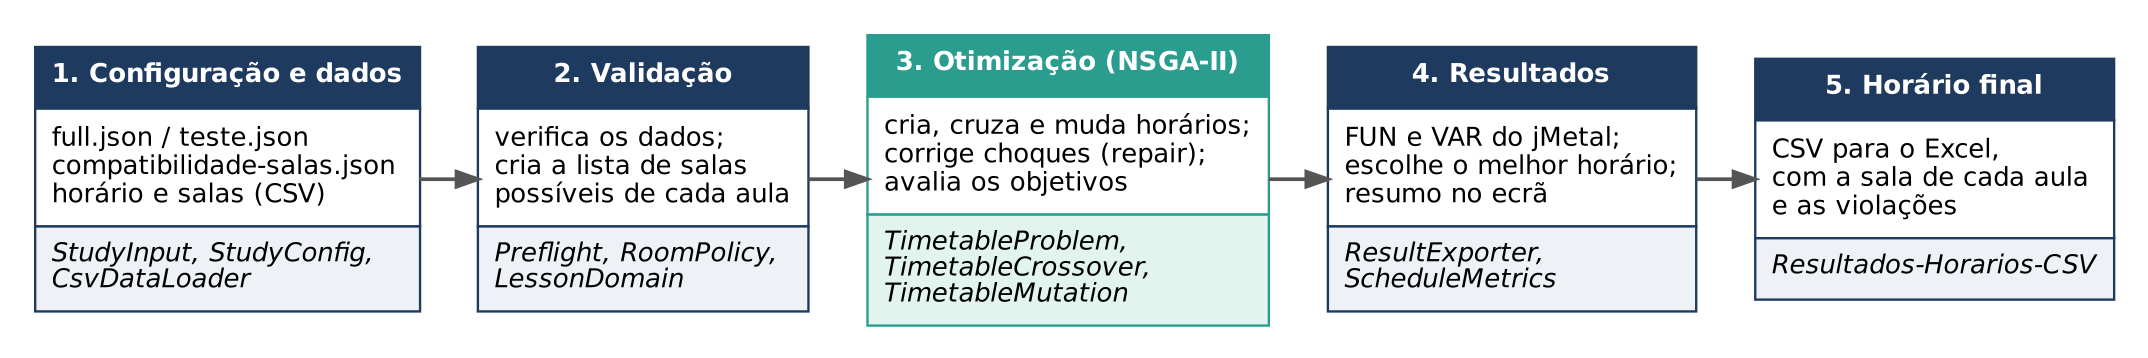 1. Configuração e dados
full.json / teste.json
compatibilidade-salas.json
horário e salas (CSV)
StudyInput, StudyConfig,
CsvDataLoader
2. Validação
verifica os dados;
cria a lista de salas
possíveis de cada aula
Preflight, RoomPolicy,
LessonDomain
3. Otimização (NSGA-II)
cria, cruza e muda horários;
corrige choques (repair);
avalia os objetivos
TimetableProblem,
TimetableCrossover,
TimetableMutation
4. Resultados
FUN e VAR do jMetal;
escolhe o melhor horário;
resumo no ecrã
ResultExporter,
ScheduleMetrics
5. Horário final
CSV para o Excel,
com a sala de cada aula
e as violações
Resultados-Horarios-CSV